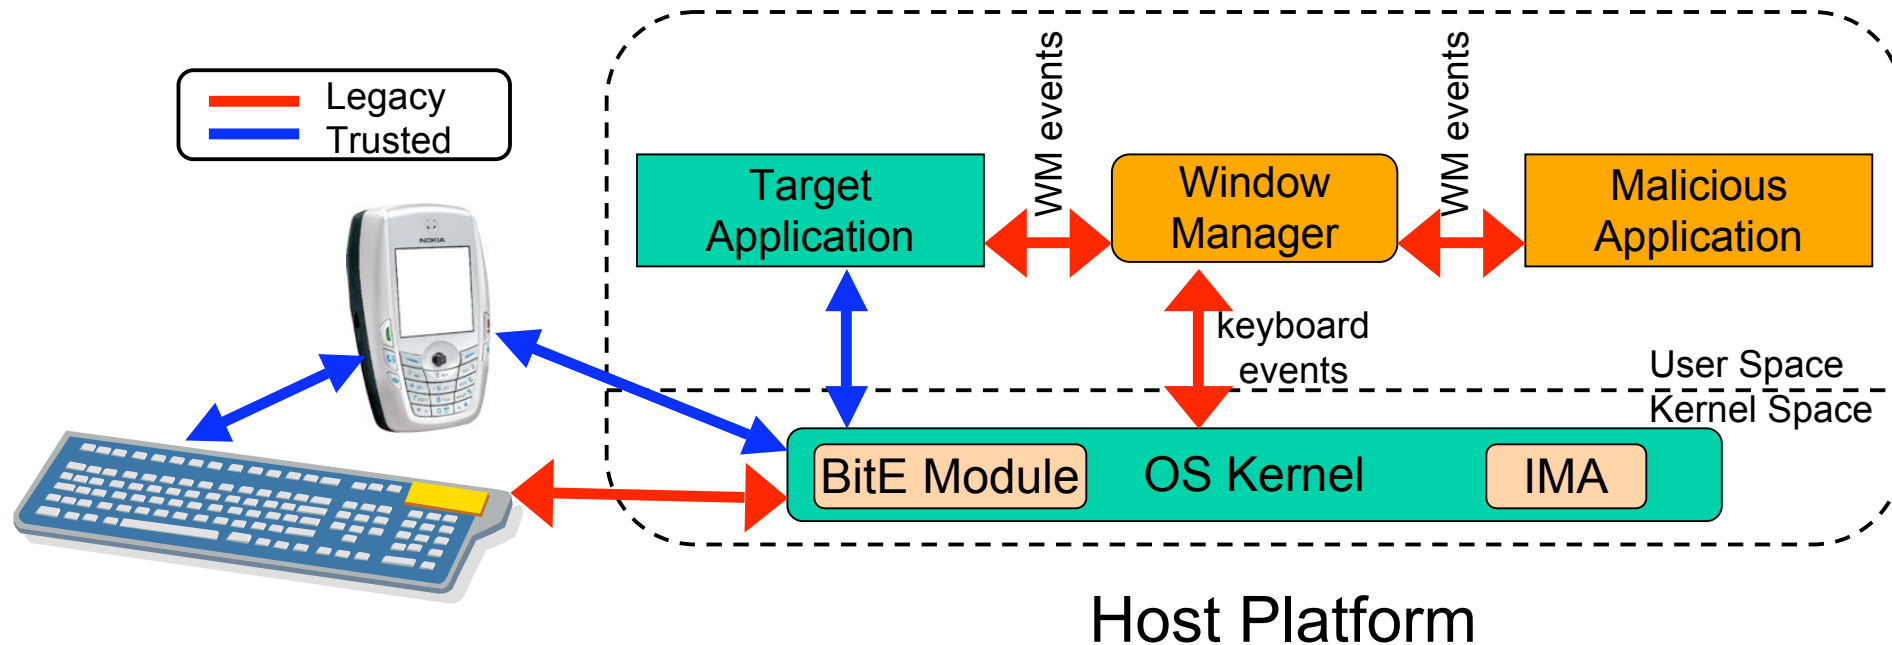 Legacy
Trusted
NOKIA
WM events
WM events
Target
Application
Window
Manager
Malicious
Application
keyboard
events
User Space
Kernel Space
BitE Module
OS Kernel
IMA
Host Platform